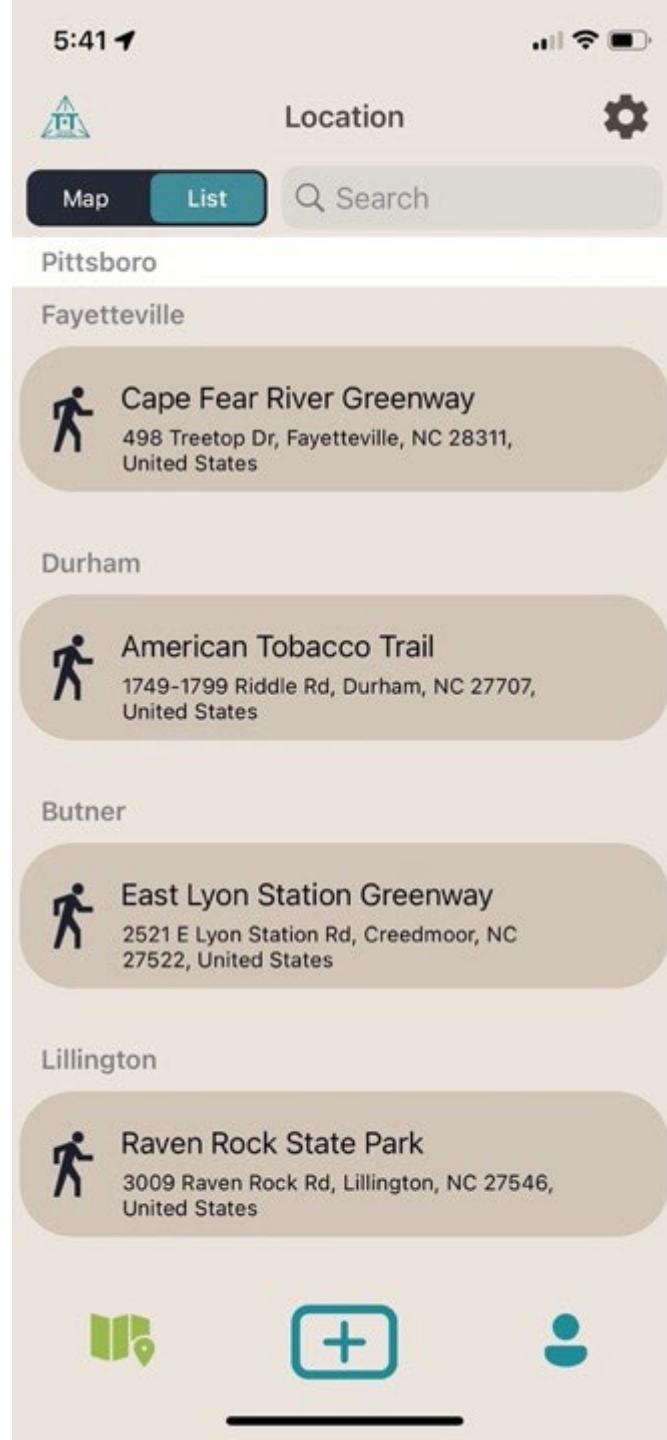 5:41
TT
Location
Map
List
Search
Pittsboro
Fayetteville
Cape Fear River Greenway
498 Treetop Dr, Fayetteville, NC 28311,
United States
Durham
American Tobacco Trail
1749-1799 Riddle Rd, Durham, NC 27707,
United States
Butner
East Lyon Station Greenway
2521 E Lyon Station Rd, Creedmoor, NC
27522, United States
Lillington
Raven Rock State Park
3009 Raven Rock Rd, Lillington, NC 27546,
United States